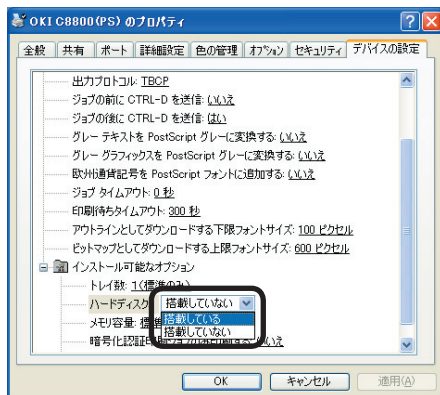 OKI C8800(PS) のプロパティ
全般 共有 ポート 詳細設定 色の管理 オプション セキュリティ デバイスの設定
出力プロトコル: TBCP
ジョブの前に CTRL-D を送信: いいえ
ジョブの後に CTRL-D を送信: はい
グレー テキストを PostScript グレーに変換する: いいえ
グレー グラフィックスを PostScript グレーに変換する: いいえ
欧州通貨記号を PostScript フォントに追加する: いいえ
ジョブ タイムアウト: 0 秒
印刷待ちタイムアウト: 300 秒
アウトラインとしてダウンロードする下限フォントサイズ: 100 ピクセル
ビットマップとしてダウンロードする上限フォントサイズ: 600 ピクセル
インストール可能なオプション
トレイ数: 1(標準のみ)
ハードディスク: 搭載していない
搭載している
メモリ容量: 標準
搭載していない
暗号化認証印刷 いいえ
OK キャンセル 適用(A)